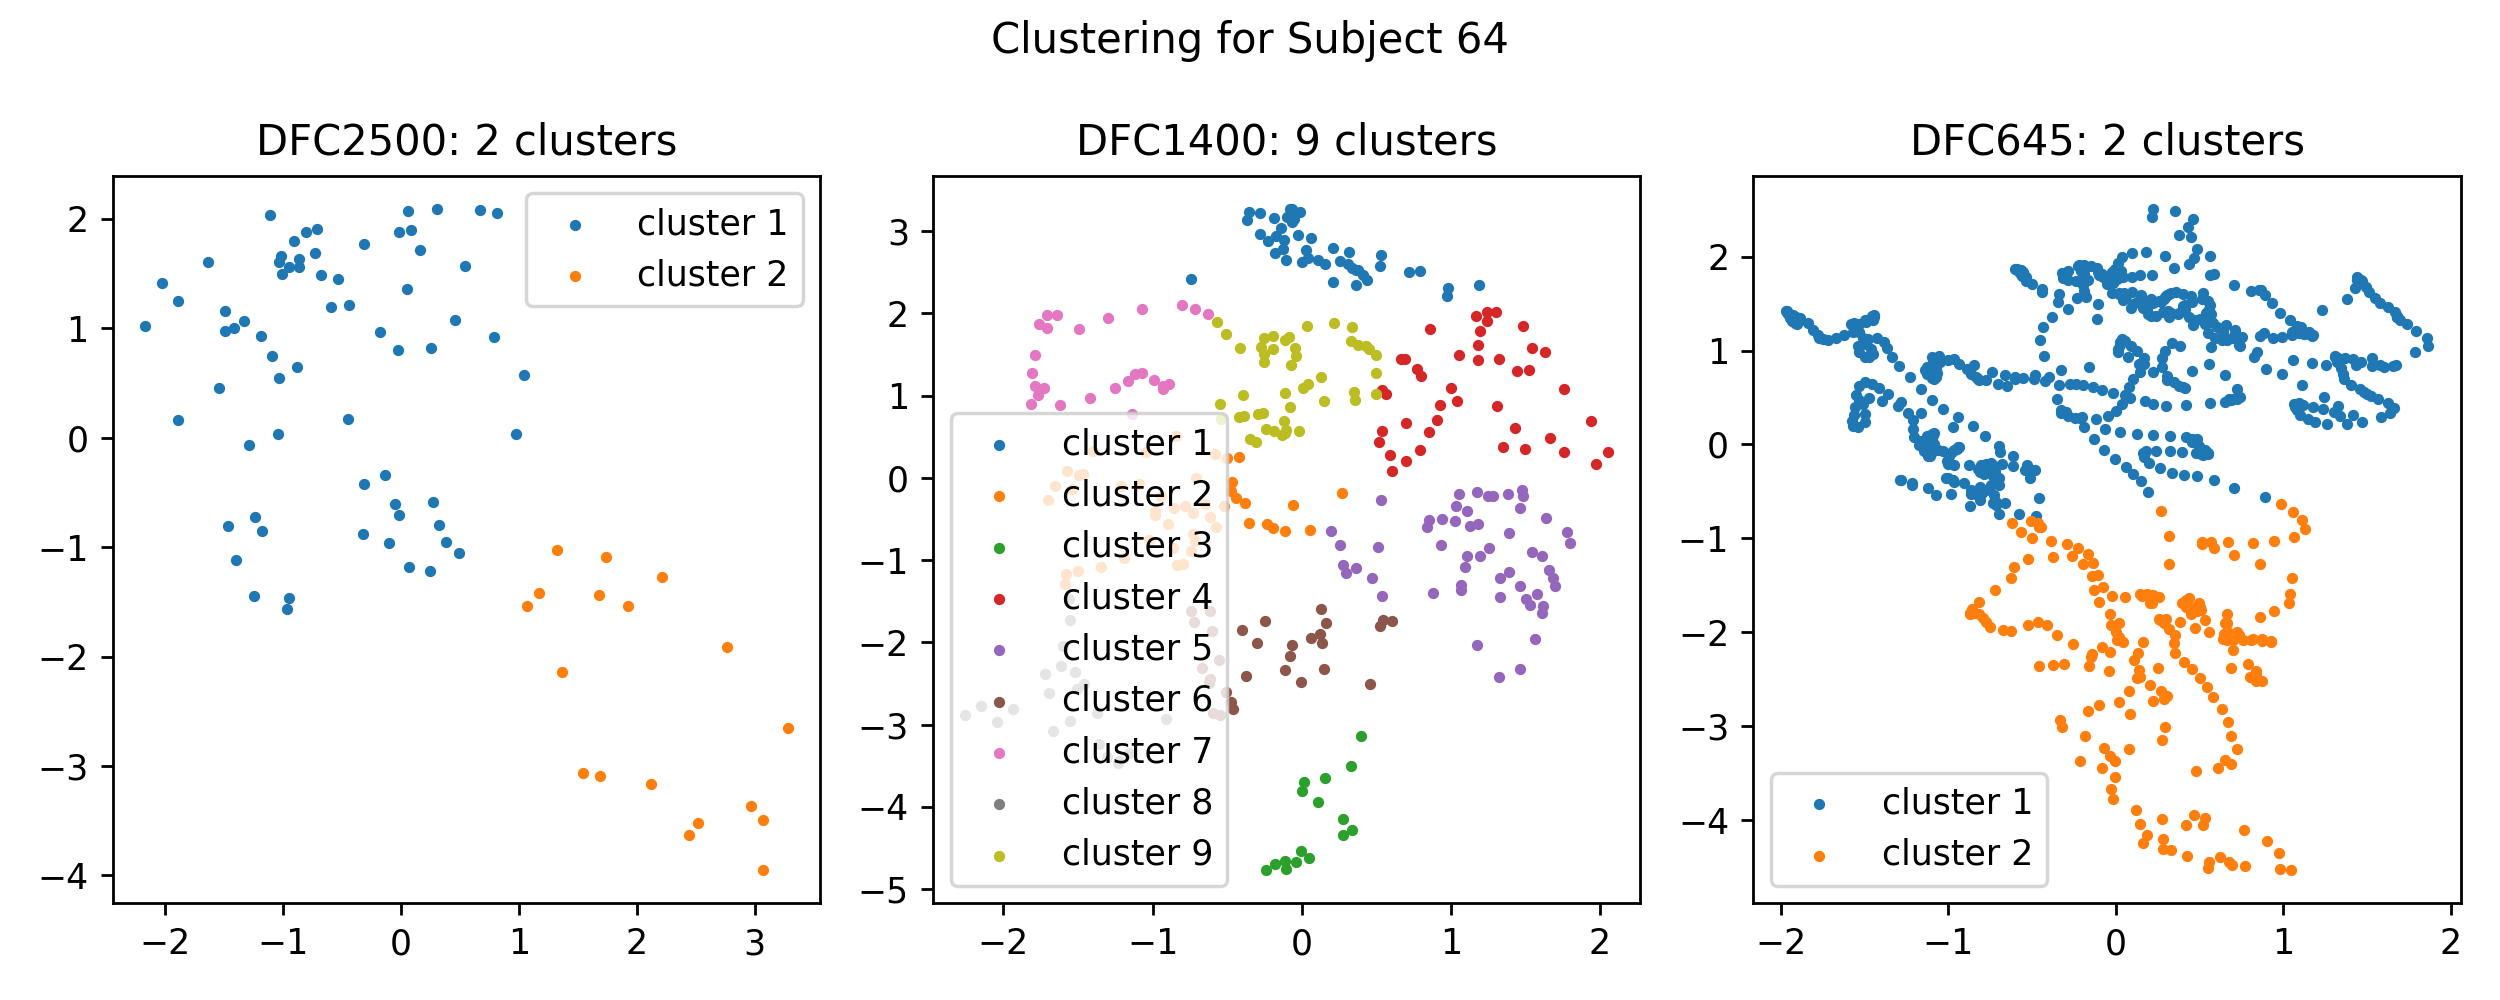 Clustering for Subject 64
DFC2500: 2 clusters
2
1
0
−1
−2
−3
−4
−2
−1
0
1
2
3
cluster 1
cluster 2
DFC1400: 9 clusters
3
2
1
0
−1
−2
−3
−4
−5
−2
−1
0
1
2
cluster 1
cluster 2
cluster 3
cluster 4
cluster 5
cluster 6
cluster 7
cluster 8
cluster 9
DFC645: 2 clusters
2
1
0
−1
−2
−3
−4
−2
−1
0
1
2
cluster 1
cluster 2